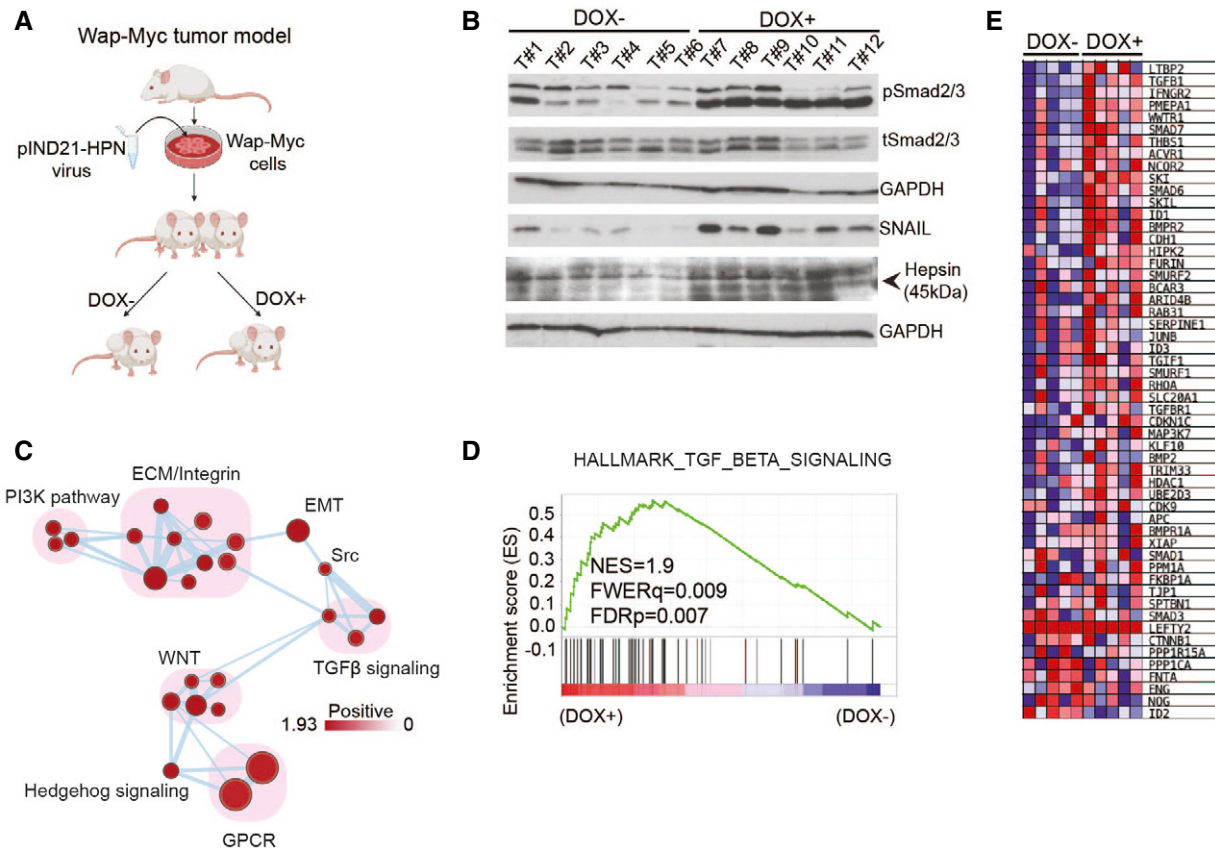 A
Wap-Myc tumor model
pIND21-HPN
virus
Wap-Myc
cells
DOX-
DOX+
B
DOX-
DOX+
T#1
T#2
T#3
T#4
T#5
T#6
T#7
T#8
T#9
T#10
T#11
T#12
pSmad2/3
tSmad2/3
GAPDH
SNAIL
Hepsin
(45kDa)
GAPDH
C
ECM/Integrin
PI3K pathway
EMT
Src
TGFβ signaling
WNT
Positive
1.93
0
Hedgehog signaling
GPCR
D
HALLMARK_TGF_BETA_SIGNALING
Enrichment score (ES)
0.5
0.4
0.3
0.2
0.1
0.0
-0.1
NES=1.9
FWERq=0.009
FDRp=0.007
(DOX+)
(DOX-)
E
DOX-
DOX+
LTBP2
TGFB1
IFNGR2
PMEPA1
WWTR1
SMAD7
THBS1
ACVR1
NCOR2
SKI
SMAD6
SKIL
ID1
BMPR2
CDH1
HIPK2
FURIN
SMURF2
BCAR3
ARID4B
RAB31
SERPINE1
JUNB
ID3
TGIF1
SMURF1
RHOA
SLC20A1
TGFBR1
CDKN1C
MAP3K7
KLF10
BMP2
TRIM33
HDAC1
UBE2D3
CDK9
APC
BMPR1A
XIAP
SMAD1
PPM1A
FKBP1A
TJP1
SPTBN1
SMAD3
LEFTY2
CTNNB1
PPP1R15A
PPP1CA
FNTA
ENG
NOG
ID2